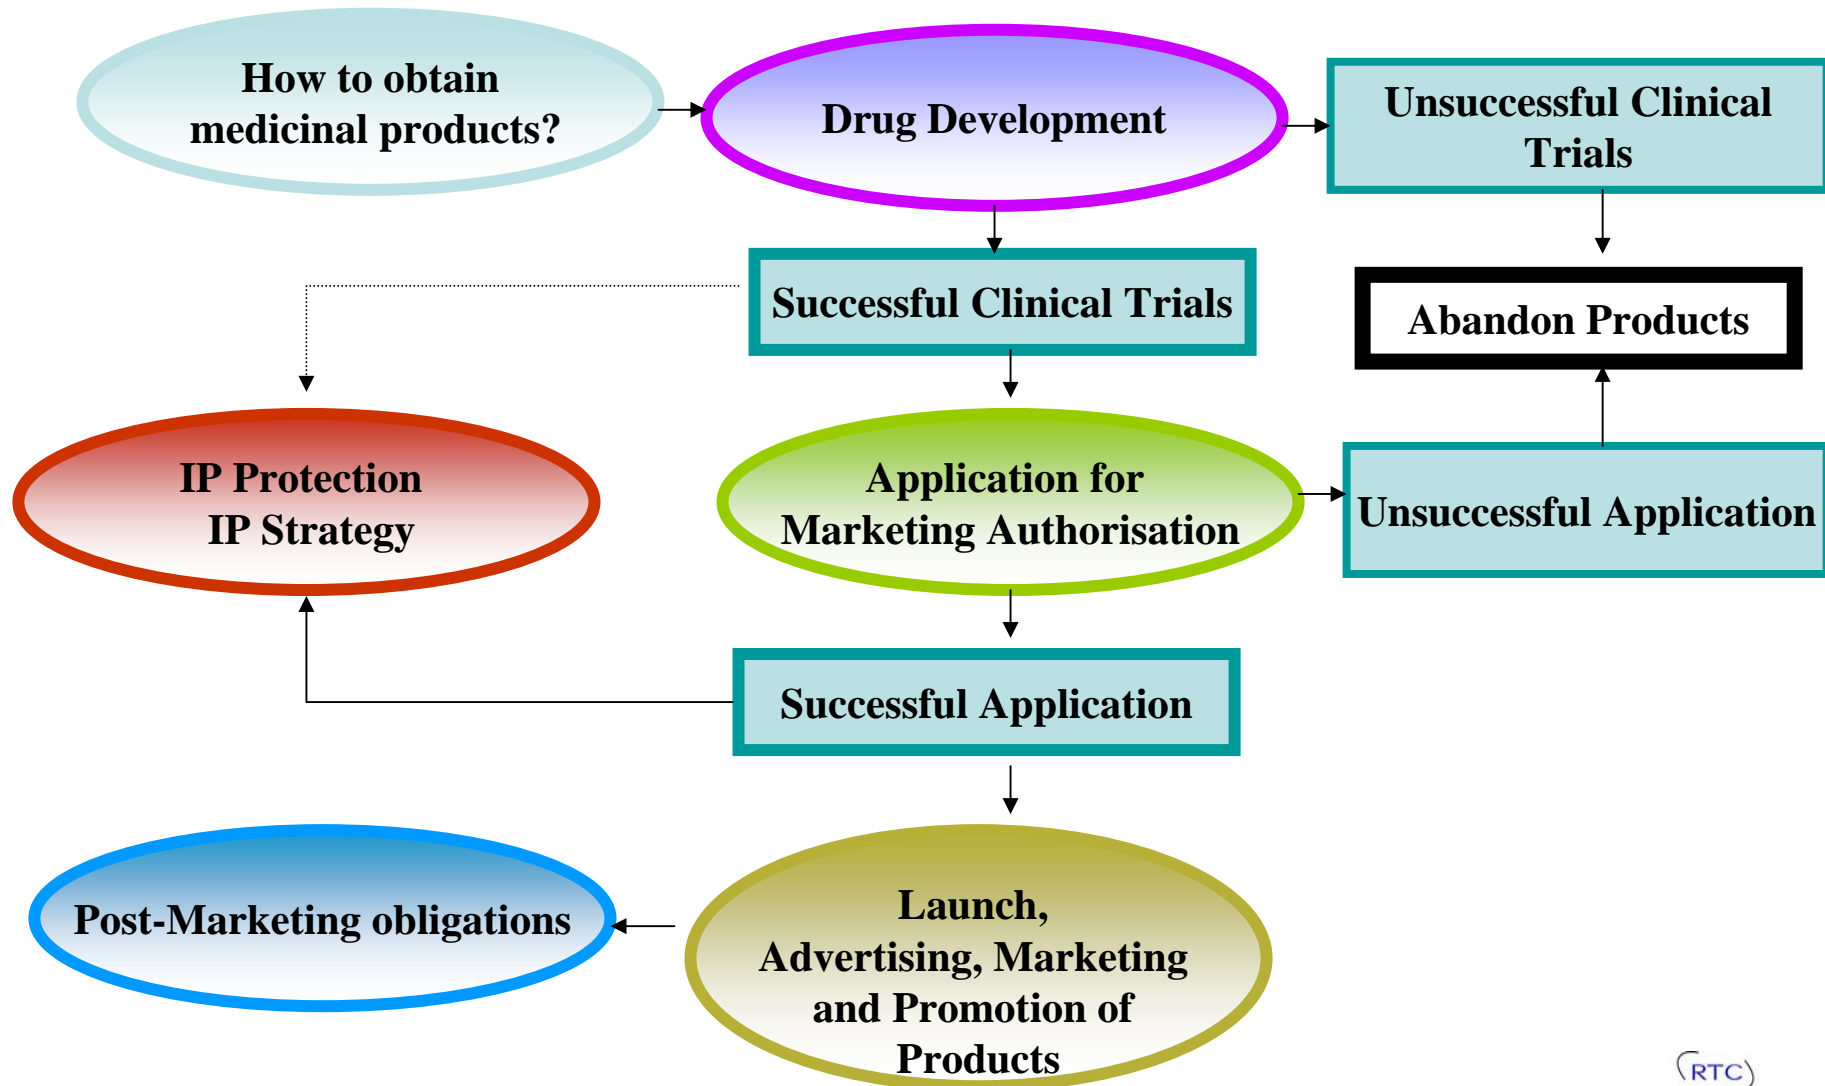 How to obtain
medicinal products?
Drug Development
Unsuccessful Clinical
Trials
Successful Clinical Trials
Abandon Products
IP Protection
IP Strategy
Application for
Marketing Authorisation
Unsuccessful Application
Successful Application
Post-Marketing obligations
Launch,
Advertising, Marketing
and Promotion of
Products
RTC